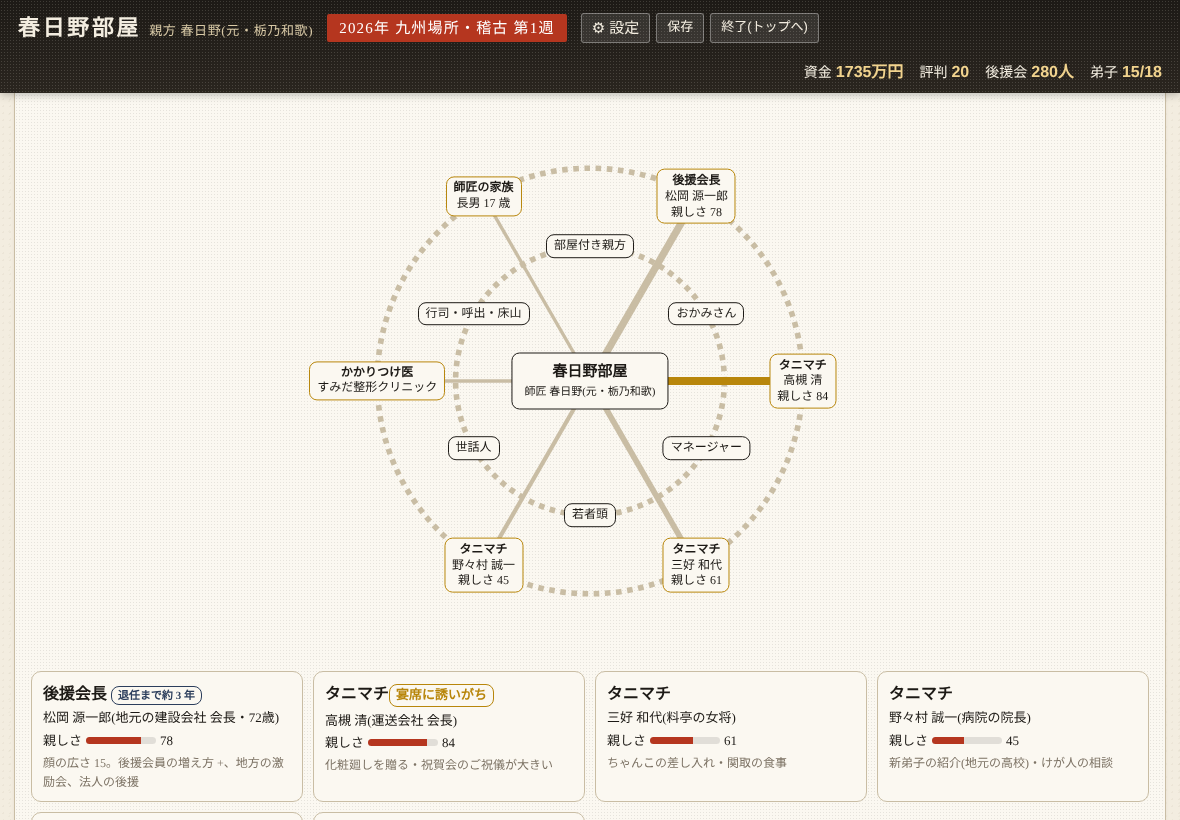 春日野部屋 親方 春日野(元・栃乃和歌) 2026年 九州場所・稽古 第1週 ⚙ 設定 保存 終了(トップへ)
資金 1735万円 評判 20 後援会 280人 弟子 15/18
師匠の家族
長男 17 歳
後援会長
松岡 源一郎
親しさ 78
部屋付き親方
行司・呼出・床山
おかみさん
かかりつけ医
すみだ整形クリニック
春日野部屋
師匠 春日野(元・栃乃和歌)
タニマチ
高槻 清
親しさ 84
世話人
マネージャー
若者頭
タニマチ
野々村 誠一
親しさ 45
タニマチ
三好 和代
親しさ 61
後援会長 退任まで約 3 年
松岡 源一郎(地元の建設会社 会長・72歳)
親しさ 78
顔の広さ 15。後援会員の増え方 +、地方の激
励会、法人の後援
タニマチ 宴席に誘いがち
高槻 清(運送会社 会長)
親しさ 84
化粧廻しを贈る・祝賀会のご祝儀が大きい
タニマチ
三好 和代(料亭の女将)
親しさ 61
ちゃんこの差し入れ・関取の食事
タニマチ
野々村 誠一(病院の院長)
親しさ 45
新弟子の紹介(地元の高校)・けが人の相談